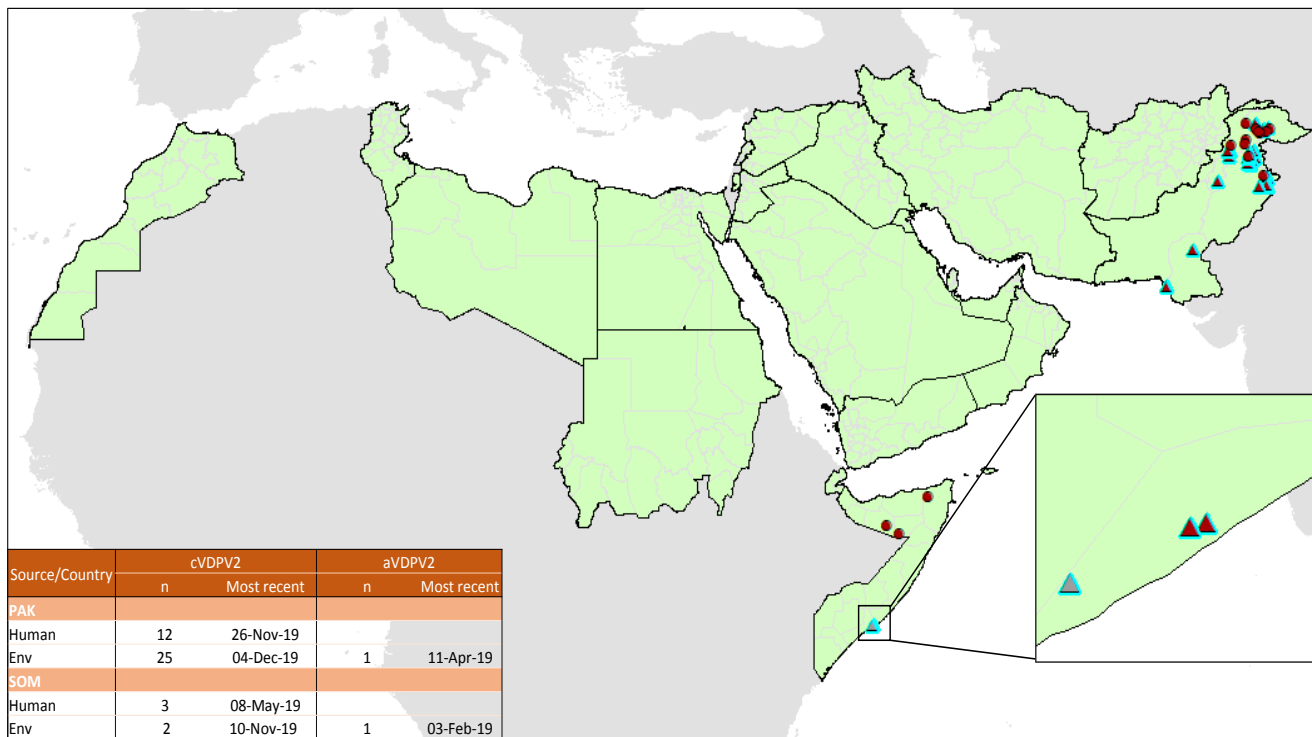 Source/Country cVDPV2 aVDPV2
n Most recent n Most recent
PAK
Human 12 26-Nov-19
Env 25 04-Dec-19 1 11-Apr-19
SOM
Human 3 08-May-19
Env 2 10-Nov-19 1 03-Feb-19